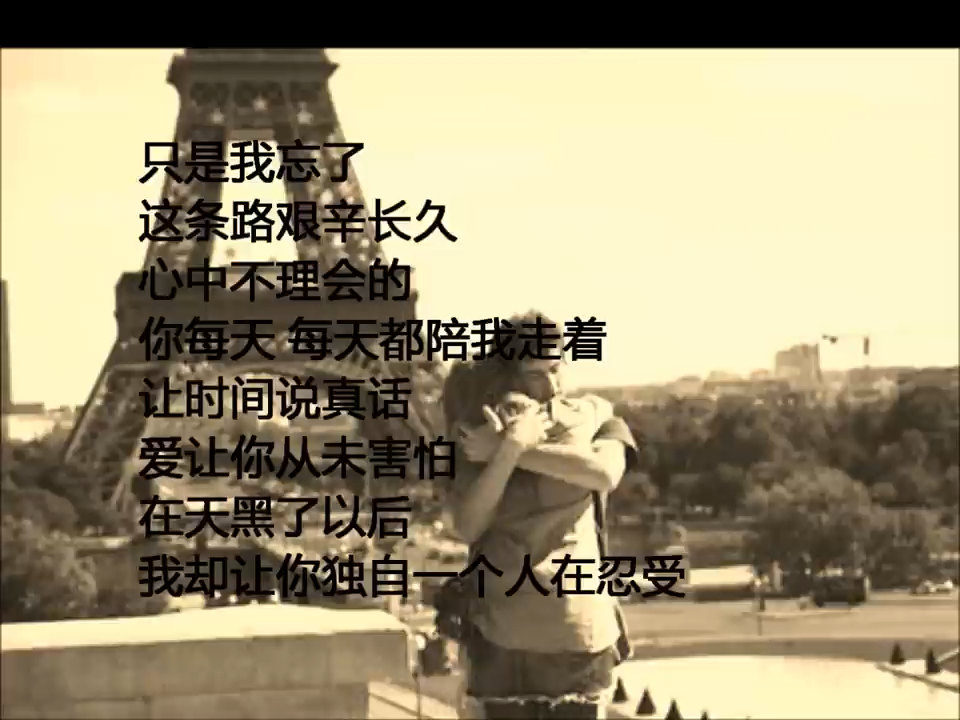 只是我忘了
这条路艰辛长久
心中不理会的
你每天 每天都陪我走着
让时间说真话
爱让你从未害怕
在天黑了以后
我却让你独自一个人在忍受